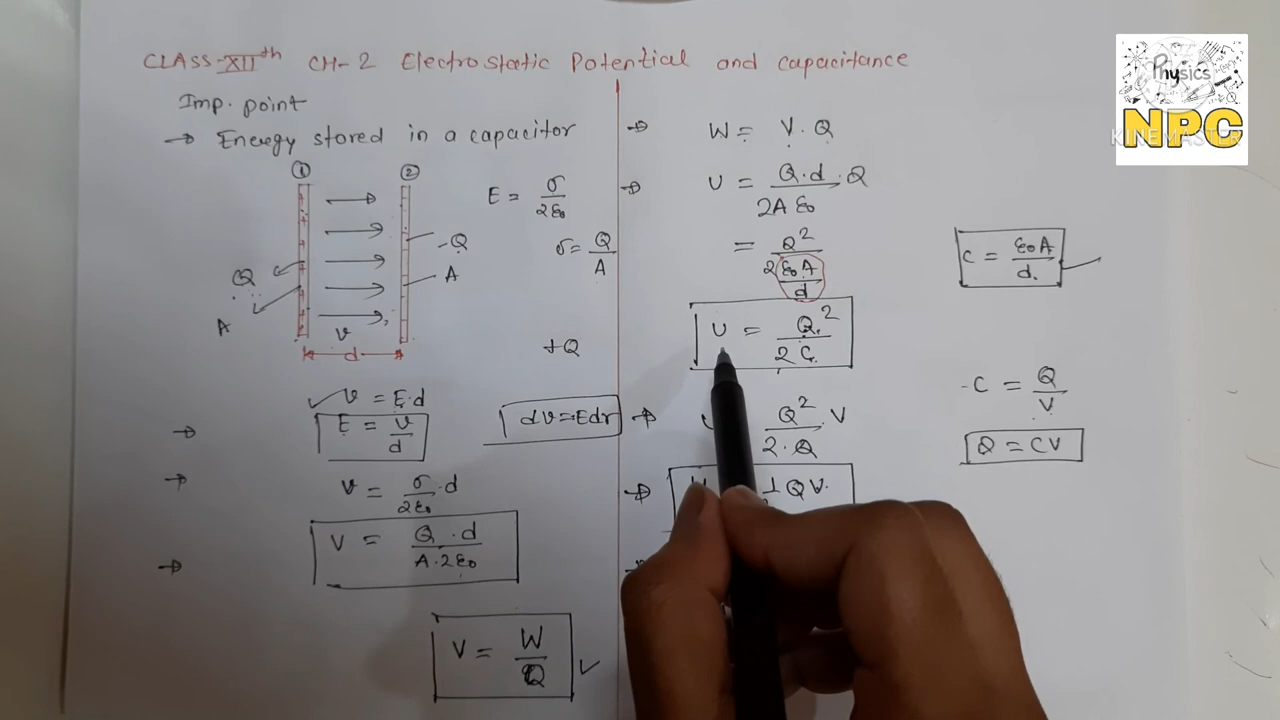 CLASS-XIIth CH-2 Electrostatic Potential and capacitance
Imp. point
→ Energy stored in a capacitor
① ②
E = σ/2ε₀
σ = Q/A
-Q
A
Q
A
v
d
+Q
v = E·d
→ E = v/d
dv = Edr
→ v = σ/2ε₀ · d
→ V = Q·d/A·2ε₀
V = W/Q
→ W = V·Q
→ U = Q·d/2Aε₀ · Q
= Q²/2 ε₀A/d
U = Q²/2C
→ Q²/2·Q · V
→ QV
C = ε₀A/d
C = Q/V
Q = CV
Physics
NPC
KINEMASTER